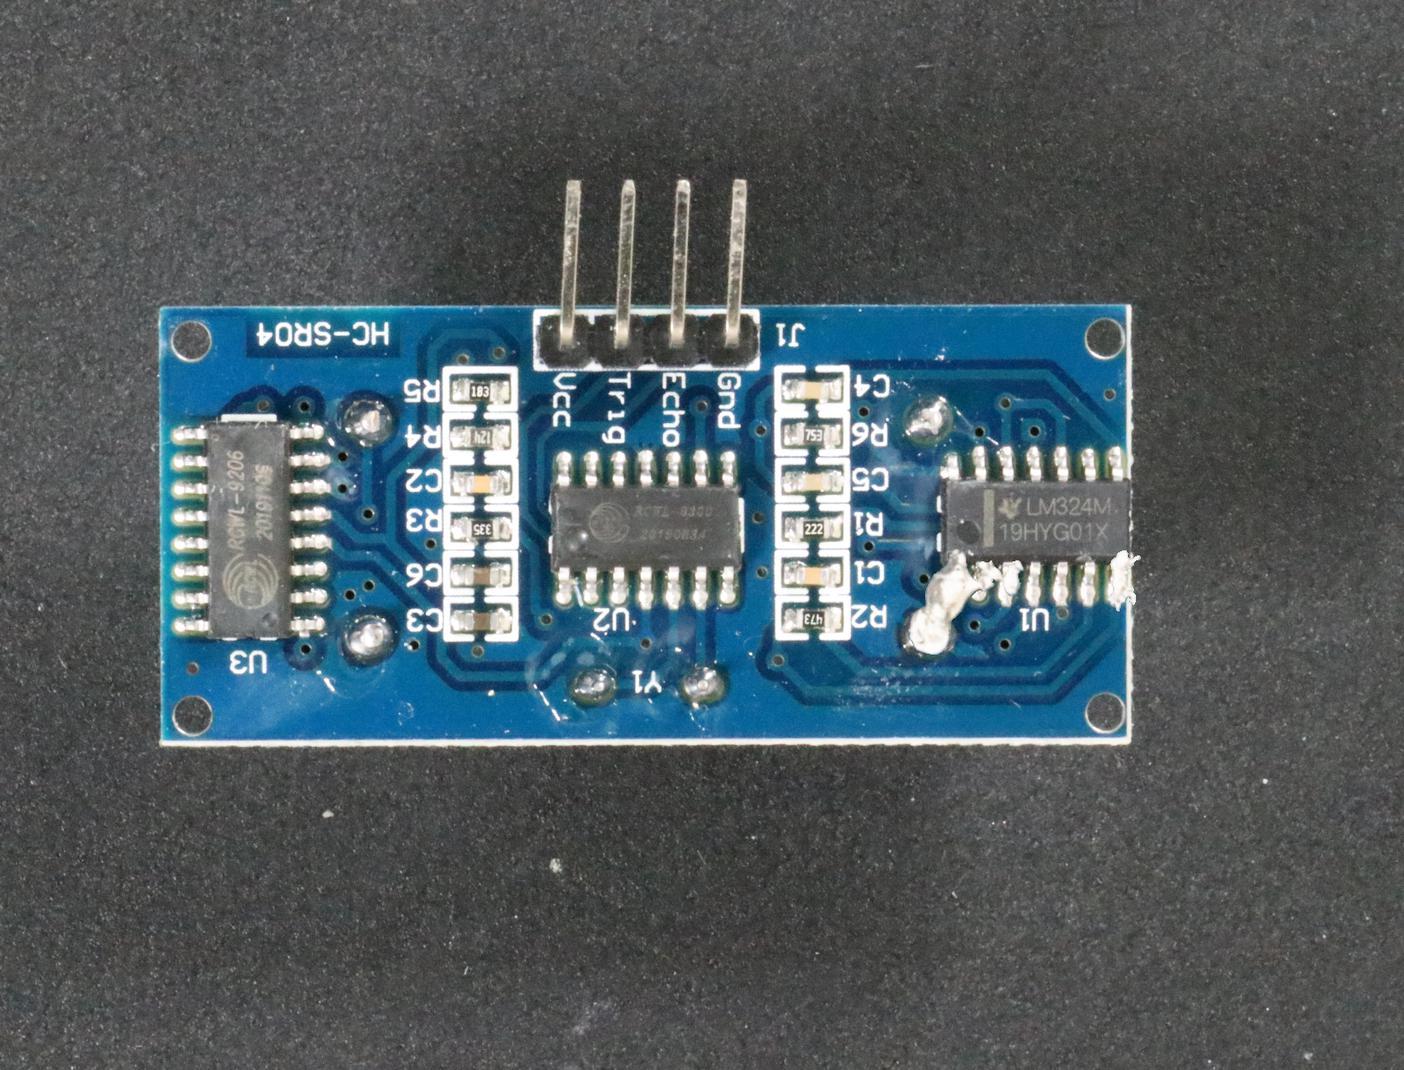 HC-SR04
J1
Vcc
Trig
Echo
Gnd
R5
183
R4
124
C2
R3
335
C6
C3
C4
R6
753
C5
R1
222
C1
R2
473
RCWL-9206
U3
U2
Y1
LM324M
19HYG01X
U1